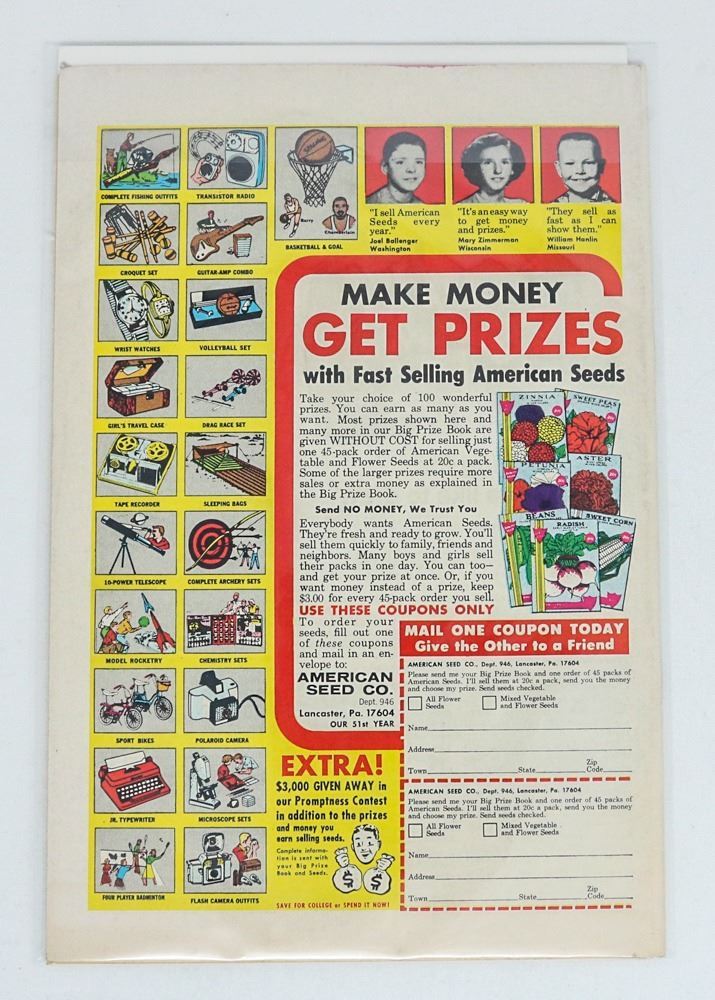 COMPLETE FISHING OUTFITS
TRANSISTOR RADIO
Spalding
Barry
Chamberlain
BASKETBALL & GOAL
CROQUET SET
GUITAR-AMP COMBO
WRIST WATCHES
VOLLEYBALL SET
GIRL'S TRAVEL CASE
DRAG RACE SET
TAPE RECORDER
SLEEPING BAGS
10-POWER TELESCOPE
COMPLETE ARCHERY SETS
MODEL ROCKETRY
CHEMISTRY SETS
SPORT BIKES
POLAROID CAMERA
JR. TYPEWRITER
MICROSCOPE SETS
FOUR PLAYER BADMINTON
FLASH CAMERA OUTFITS
"I sell American
Seeds every
year."
Joel Ballenger
Washington
"It's an easy way
to get money
and prizes."
Mary Zimmerman
Wisconsin
"They sell as
fast as I can
show them."
William Hanlin
Missouri
MAKE MONEY
GET PRIZES
with Fast Selling American Seeds
Take your choice of 100 wonderful
prizes. You can earn as many as you
want. Most prizes shown here and
many more in our Big Prize Book are
given WITHOUT COST for selling just
one 45-pack order of American Vege-
table and Flower Seeds at 20c a pack.
Some of the larger prizes require more
sales or extra money as explained in
the Big Prize Book.
Send NO MONEY, We Trust You
Everybody wants American Seeds.
They're fresh and ready to grow. You'll
sell them quickly to family, friends and
neighbors. Many boys and girls sell
their packs in one day. You can too—
and get your prize at once. Or, if you
want money instead of a prize, keep
$3.00 for every 45-pack order you sell.
USE THESE COUPONS ONLY
To order your
seeds, fill out one
of these coupons
and mail in an en-
velope to:
AMERICAN
SEED CO.
Dept. 946
Lancaster, Pa. 17604
OUR 51st YEAR
ZINNIA
SWEET PEAS
PETUNIA
ASTER
BEANS
RADISH
SWEET CORN
MAIL ONE COUPON TODAY
Give the Other to a Friend
AMERICAN SEED CO., Dept. 946, Lancaster, Pa. 17604
Please send me your Big Prize Book and one order of 45 packs of
American Seeds. I'll sell them at 20c a pack, send you the money
and choose my prize. Send seeds checked.
All Flower
Seeds
Mixed Vegetable
and Flower Seeds
Name
Address
Town State Zip Code
AMERICAN SEED CO., Dept. 946, Lancaster, Pa. 17604
Please send me your Big Prize Book and one order of 45 packs of
American Seeds. I'll sell them at 20c a pack, send you the money
and choose my prize. Send seeds checked.
All Flower
Seeds
Mixed Vegetable
and Flower Seeds
Name
Address
Town State Zip Code
EXTRA!
$3,000 GIVEN AWAY in
our Promptness Contest
in addition to the prizes
and money you
earn selling seeds.
Complete informa-
tion is sent with
your Big Prize
Book and Seeds.
$ $
SAVE FOR COLLEGE or SPEND IT NOW!